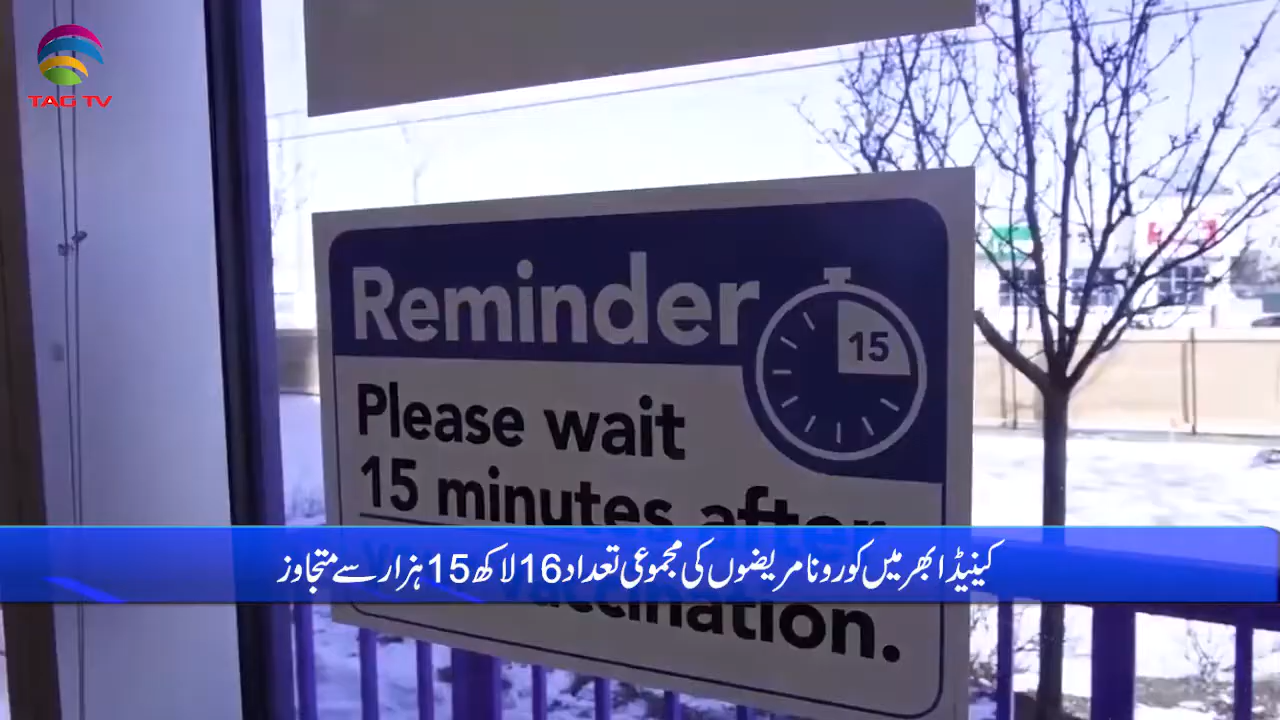 TAG TV
Reminder
15
Please wait
15 minutes after
vaccination.
کینیڈا بھر میں کورونا مریضوں کی مجموعی تعداد 16 لاکھ 15 ہزار سے متجاوز